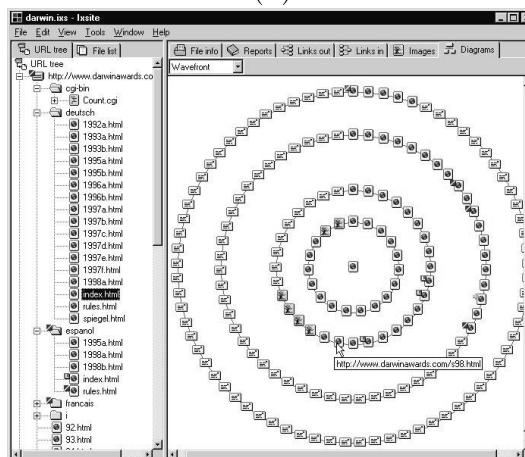 darwin.ixs - Ixsite
File Edit View Tools Window Help
URL tree File list
File info Reports Links out Links in Images Diagrams
Wavefront
URL tree
http://www.darwinawards.co
cgi-bin
Count.cgi
deutsch
1992a.html
1993a.html
1993b.html
1995a.html
1995b.html
1996a.html
1996b.html
1997a.html
1997b.html
1997c.html
1997d.html
1997e.html
1997f.html
1998a.html
index.html
rules.html
spiegel.html
espanol
1995a.html
1998a.html
1998b.html
index.html
rules.html
francais
i
92.html
93.html
http://www.darwinawards.com/s98.html